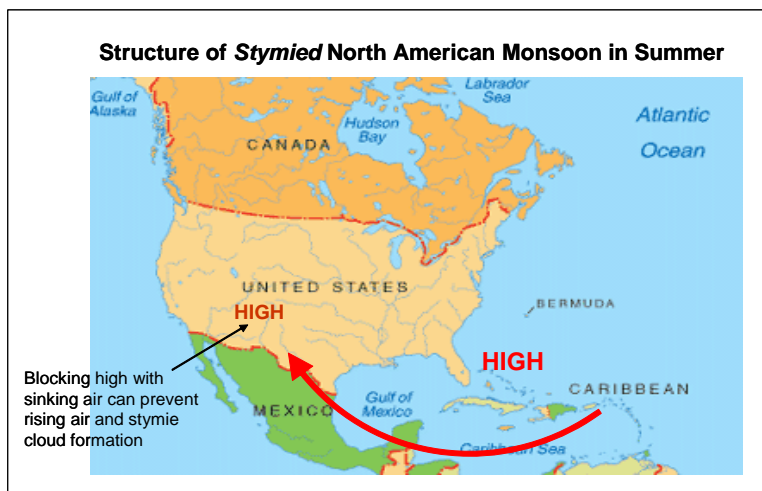 Structure of Stymied North American Monsoon in Summer
Gulf of
Alaska
Labrador
Sea
Hudson
Bay
Atlantic
Ocean
CANADA
UNITED STATES
HIGH
BERMUDA
HIGH
Blocking high with
sinking air can prevent
rising air and stymie
cloud formation
MEXICO
Gulf of
Mexico
CARIBBEAN
Caribbean Sea